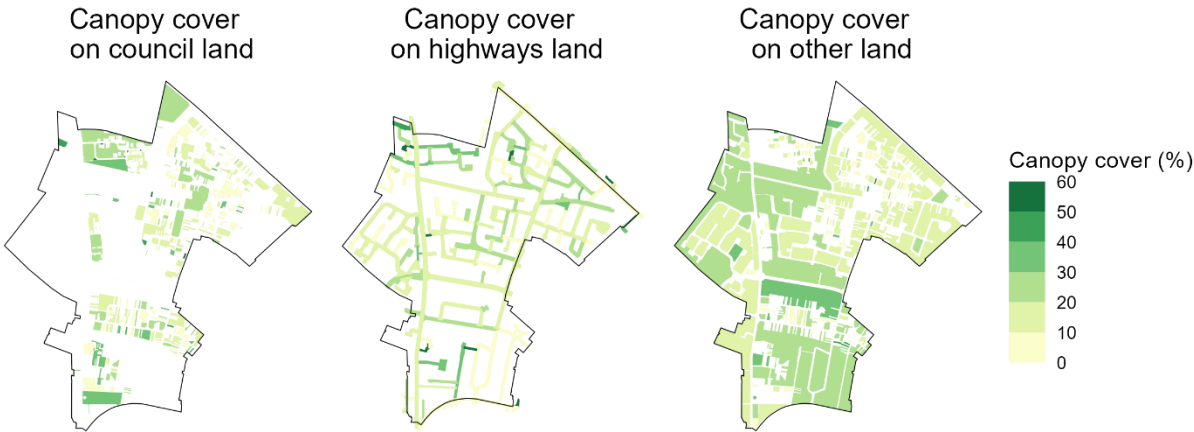 Canopy cover
on council land
Canopy cover
on highways land
Canopy cover
on other land
Canopy cover (%)
60
50
40
30
20
10
0